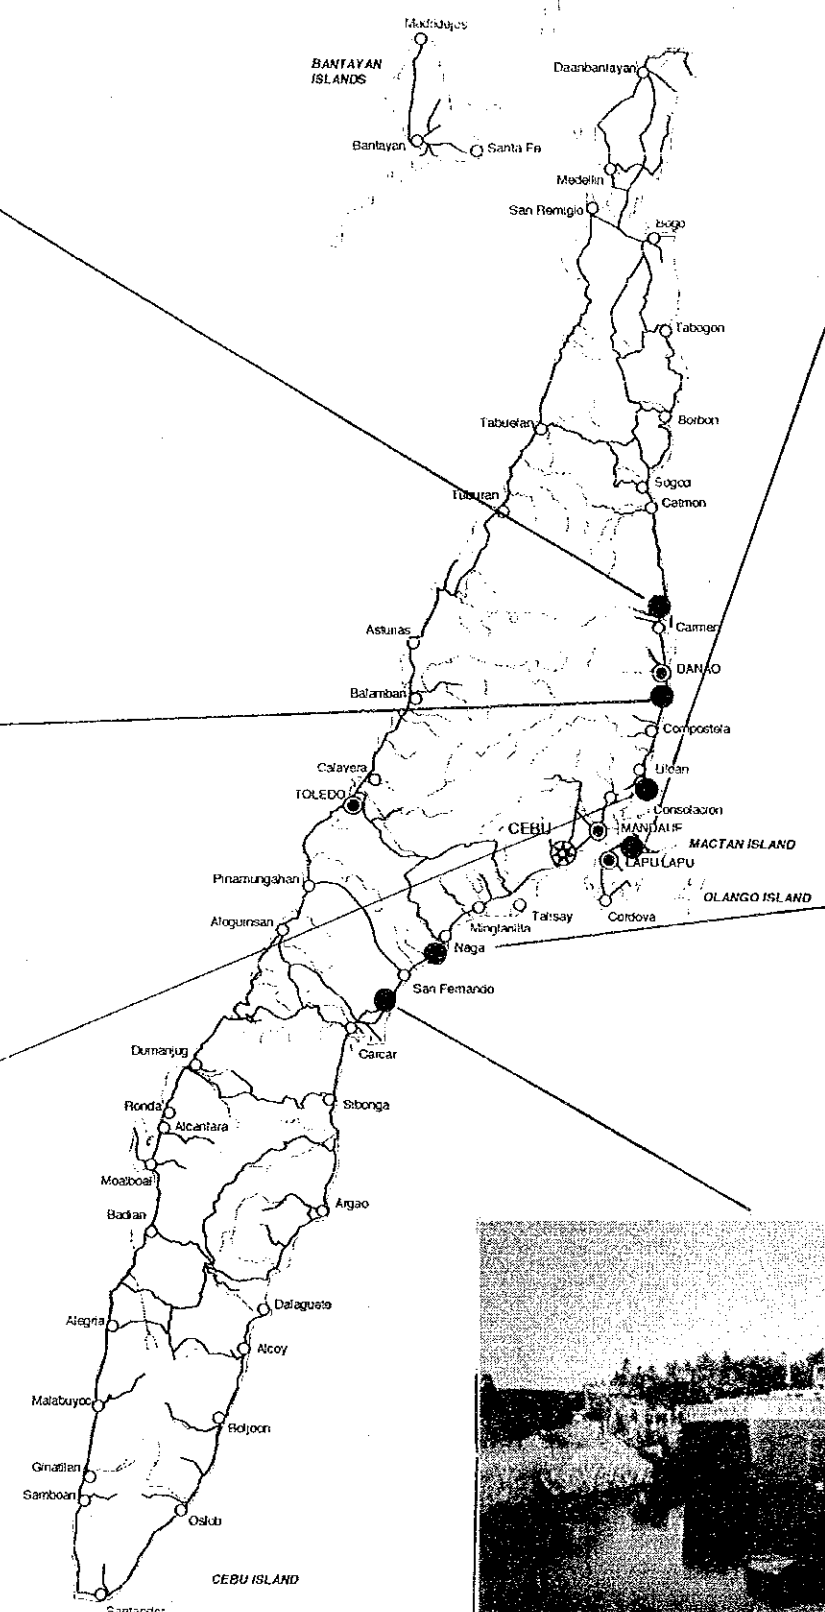 Madridejos
BANTAYAN
ISLANDS
Daanbantayan
Bantayan
Santa Fe
Medellin
San Remigio
Bogo
Tabogon
Tabuelan
Borbon
Sogod
Tuburan
Catmon
Asturias
Carmen
DANAO
Balamban
Compostela
Liloan
Calavera
TOLEDO
Consolacion
CEBU
MANDAUE
MACTAN ISLAND
LAPU LAPU
Pinamungahan
OLANGO ISLAND
Talisay
Cordova
Minglanilla
Aloguinsan
Naga
San Fernando
Carcar
Dumanjug
Ronda
Sibonga
Alcantara
Moalboal
Argao
Badian
Dalaguete
Alegria
Alcoy
Malabuyoc
Boljoon
Ginatilan
Samboan
Oslob
CEBU ISLAND
Santander